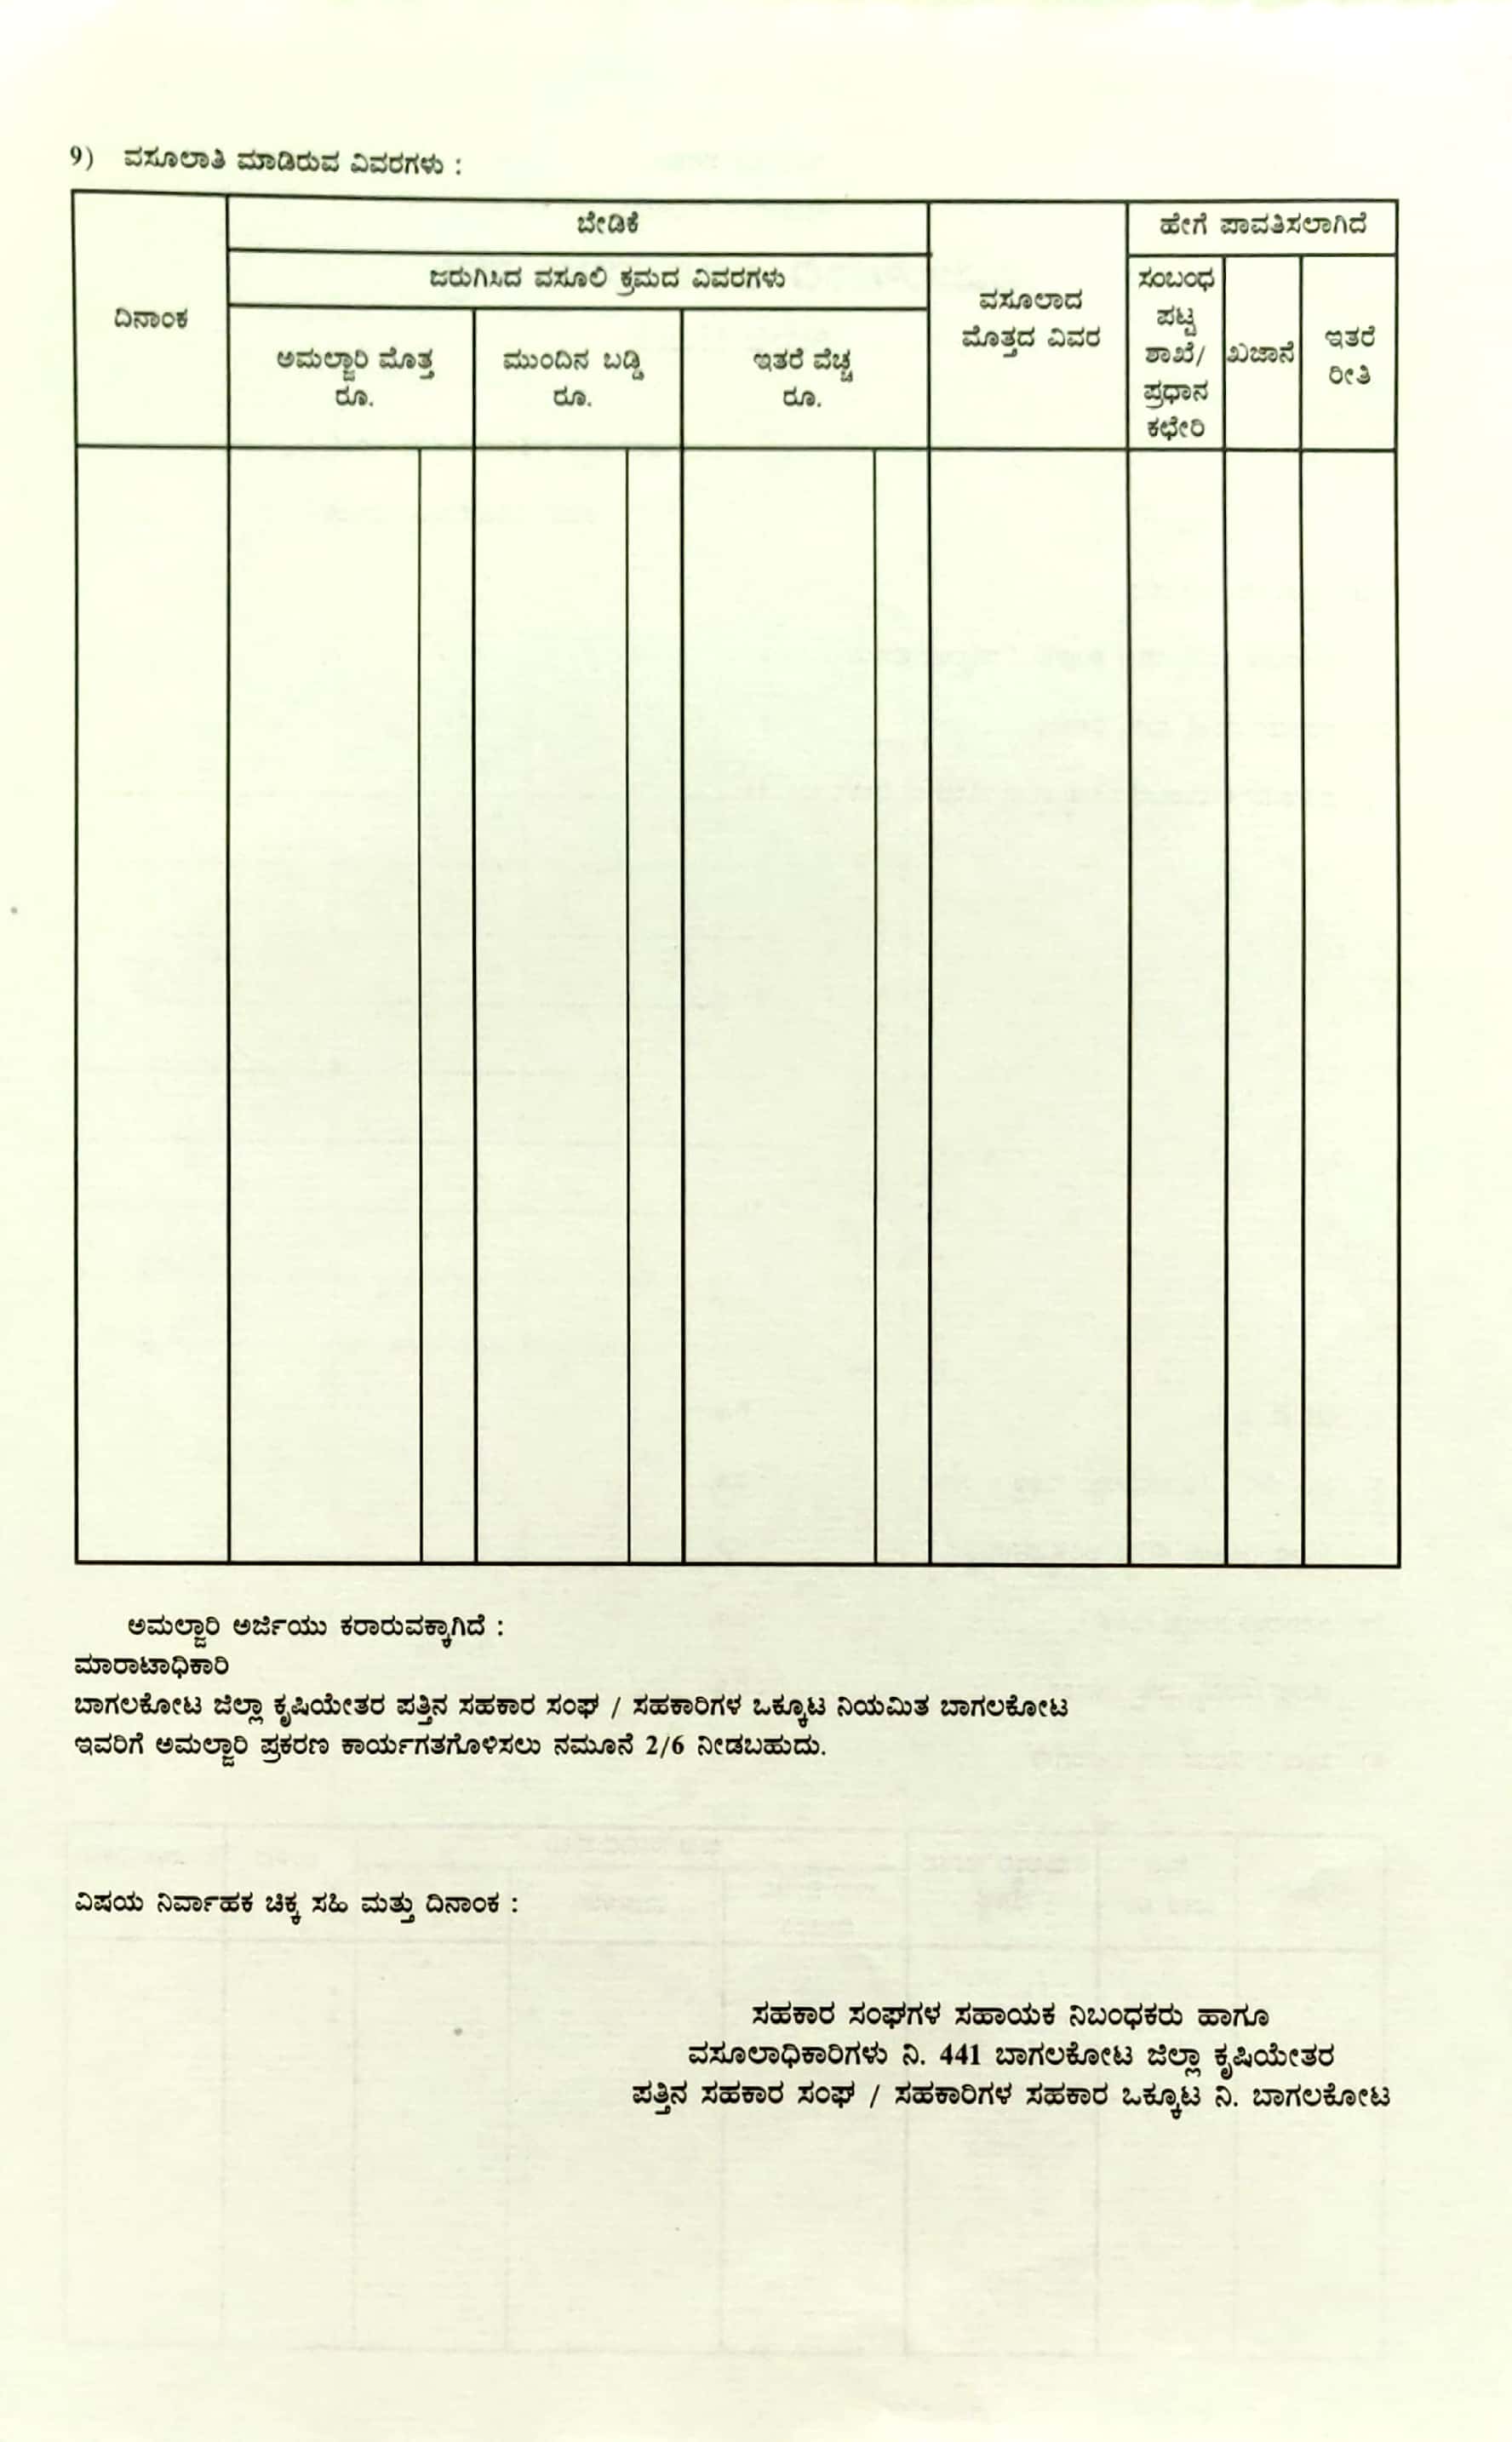 9) ವಸೂಲಾತಿ ಮಾಡಿರುವ ವಿವರಗಳು :
ದಿನಾಂಕ
ಬೇಡಿಕೆ
ಜರುಗಿಸಿದ ವಸೂಲಿ ಕ್ರಮದ ವಿವರಗಳು
ಅಮಲ್ಜಾರಿ ಮೊತ್ತ
ರೂ.
ಮುಂದಿನ ಬಡ್ಡಿ
ರೂ.
ಇತರೆ ವೆಚ್ಚ
ರೂ.
ವಸೂಲಾದ
ಮೊತ್ತದ ವಿವರ
ಹೇಗೆ ಪಾವತಿಸಲಾಗಿದೆ
ಸಂಬಂಧ
ಪಟ್ಟ
ಶಾಖೆ/
ಪ್ರಧಾನ
ಕಛೇರಿ
ಖಜಾನೆ
ಇತರೆ
ರೀತಿ
ಅಮಲ್ಜಾರಿ ಅರ್ಜಿಯು ಕರಾರುವಕ್ಕಾಗಿದೆ :
ಮಾರಾಟಾಧಿಕಾರಿ
ಬಾಗಲಕೋಟ ಜಿಲ್ಲಾ ಕೃಷಿಯೇತರ ಪತ್ತಿನ ಸಹಕಾರ ಸಂಘ / ಸಹಕಾರಿಗಳ ಒಕ್ಕೂಟ ನಿಯಮಿತ ಬಾಗಲಕೋಟ
ಇವರಿಗೆ ಅಮಲ್ಜಾರಿ ಪ್ರಕರಣ ಕಾರ್ಯಗತಗೊಳಿಸಲು ನಮೂನೆ 2/6 ನೀಡಬಹುದು.
ವಿಷಯ ನಿರ್ವಾಹಕ ಚಿಕ್ಕ ಸಹಿ ಮತ್ತು ದಿನಾಂಕ :
ಸಹಕಾರ ಸಂಘಗಳ ಸಹಾಯಕ ನಿಬಂಧಕರು ಹಾಗೂ
ವಸೂಲಾಧಿಕಾರಿಗಳು ನಿ. 441 ಬಾಗಲಕೋಟ ಜಿಲ್ಲಾ ಕೃಷಿಯೇತರ
ಪತ್ತಿನ ಸಹಕಾರ ಸಂಘ / ಸಹಕಾರಿಗಳ ಸಹಕಾರ ಒಕ್ಕೂಟ ನಿ. ಬಾಗಲಕೋಟ